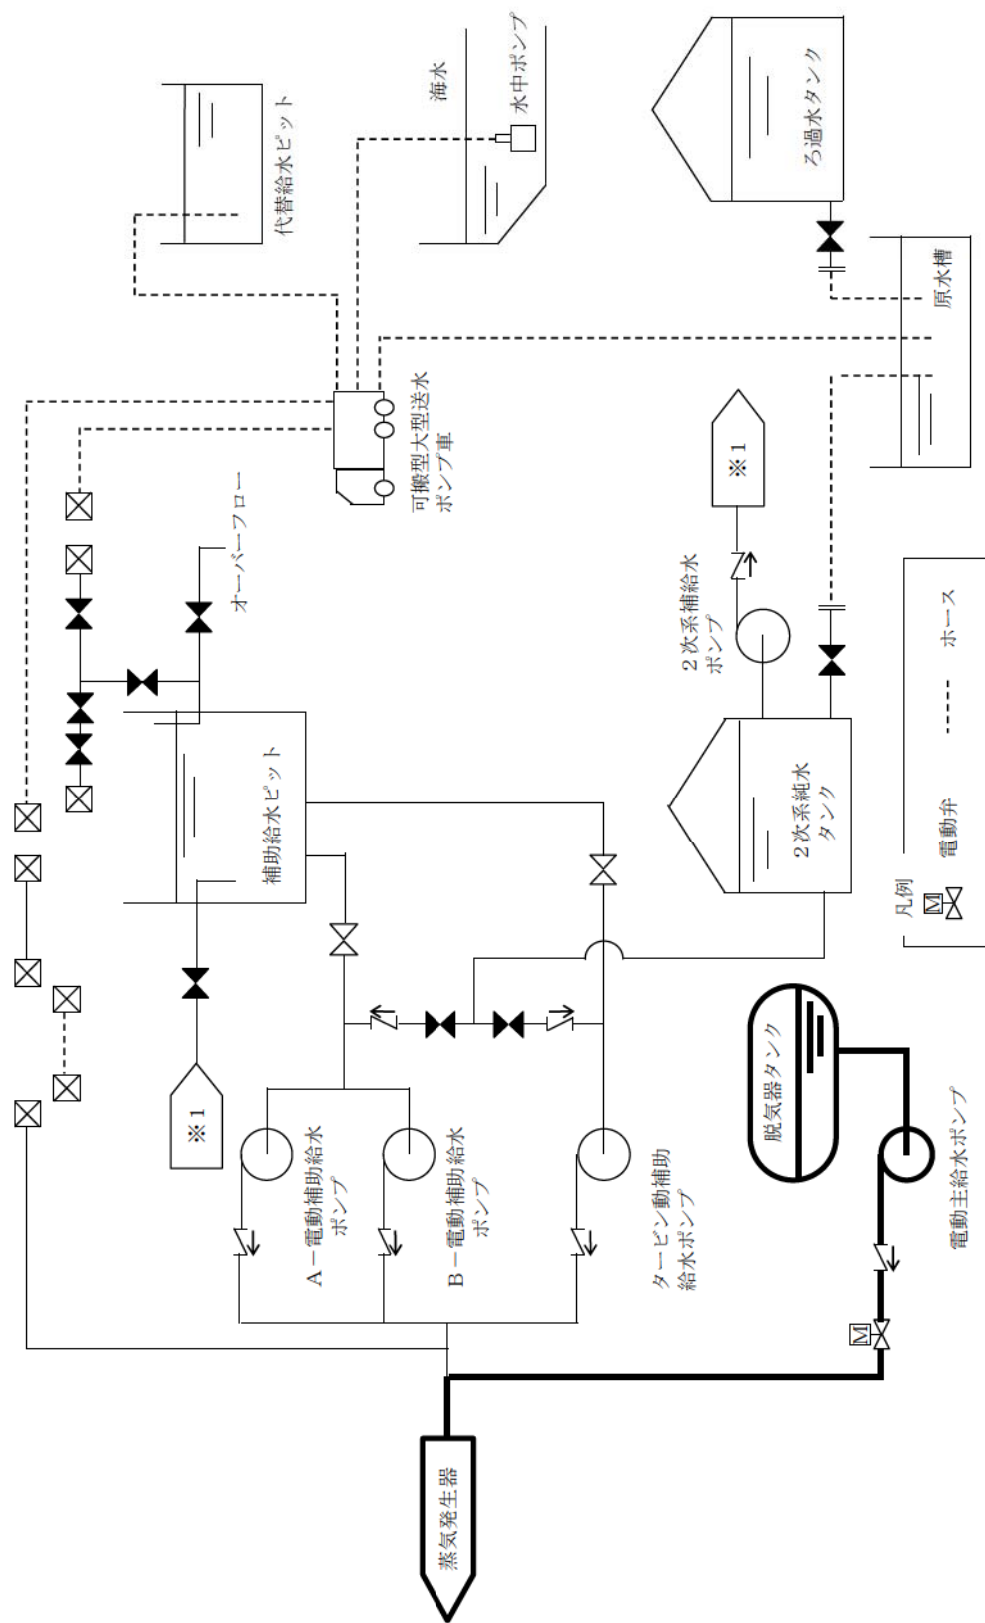 蒸気発生器
A－電動補助給水
ポンプ
B－電動補助給水
ポンプ
タービン動補助
給水ポンプ
電動主給水ポンプ
脱気器タンク
※1
補助給水ピット
オーバーフロー
2次系純水
タンク
2次系補給水
ポンプ
※1
可搬型大型送水
ポンプ車
代替給水ピット
海水
水中ポンプ
ろ過水タンク
原水槽
凡例
M
電動弁
ホース
M